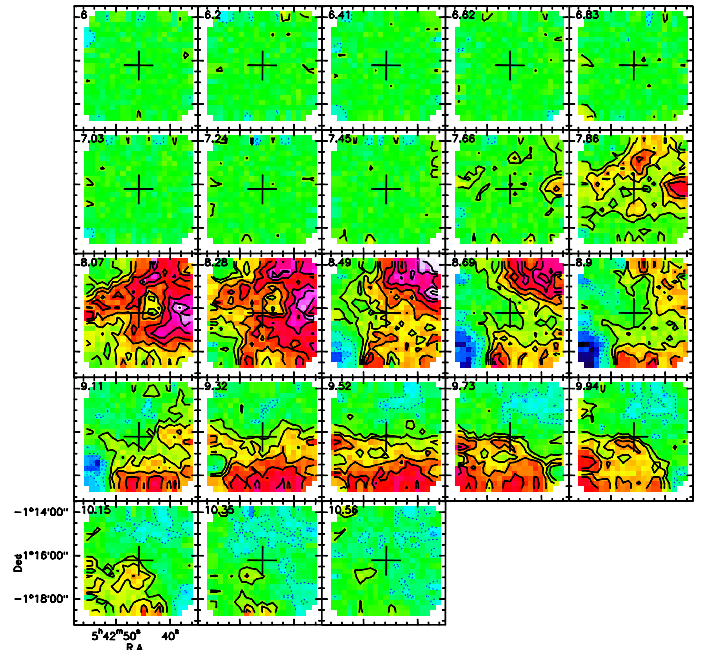 6 6.2 6.41 6.62 6.83
7.03 7.24 7.45 7.66 7.86
8.07 8.28 8.49 8.69 8.9
9.11 9.32 9.52 9.73 9.94
10.15 10.35 10.56
−1°14'00"
−1°16'00"
−1°18'00"
Dec
5ʰ42ᵐ50ˢ 40ˢ
R.A.